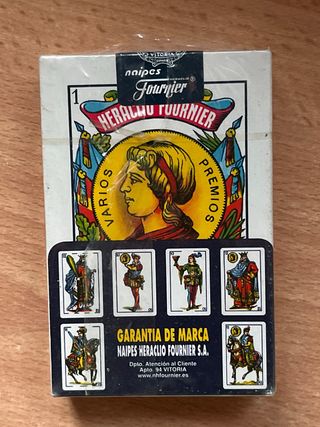 VITORIA
naipes
Fournier
1
HERACLIO FOURNIER
VARIOS PREMIOS
GARANTIA DE MARCA
NAIPES HERACLIO FOURNIER S.A.
Dpto. Atención al Cliente
Apto. 94 VITORIA
www.nhfournier.es